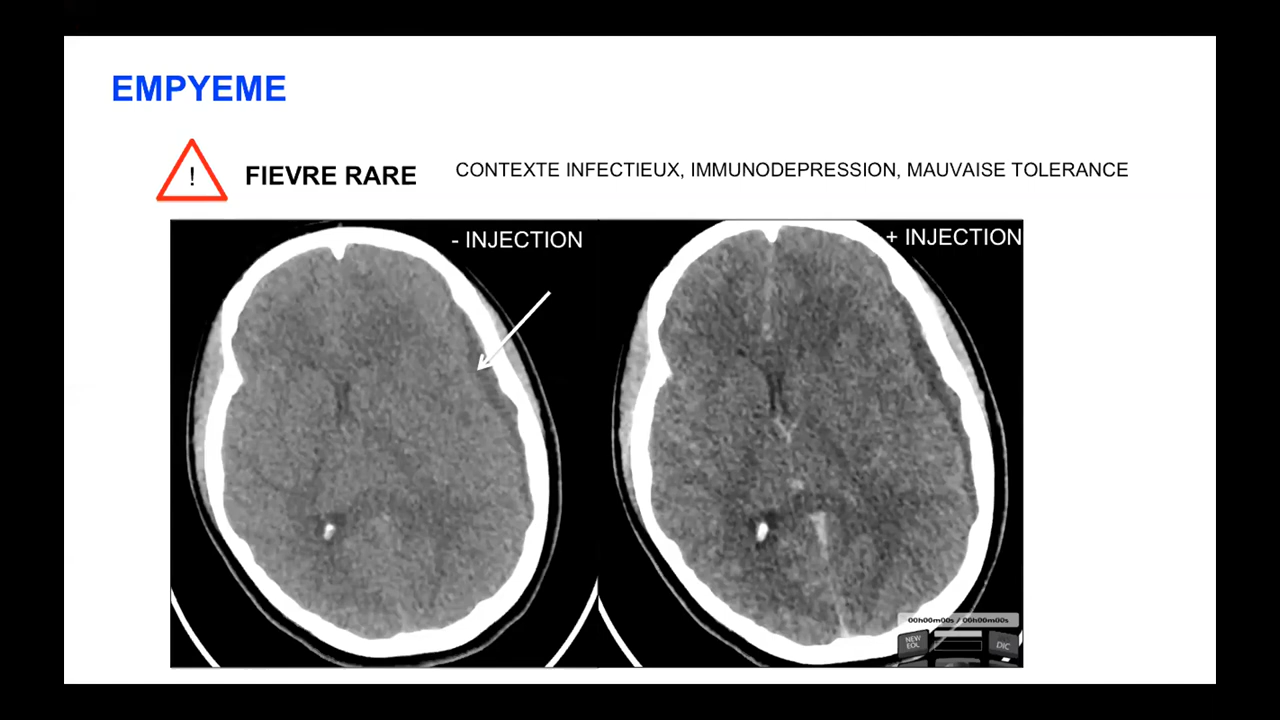 EMPYEME
! FIEVRE RARE CONTEXTE INFECTIEUX, IMMUNODEPRESSION, MAUVAISE TOLERANCE
- INJECTION
+ INJECTION
00h00m00s / 00h00m00s
NEW EOL
DIC